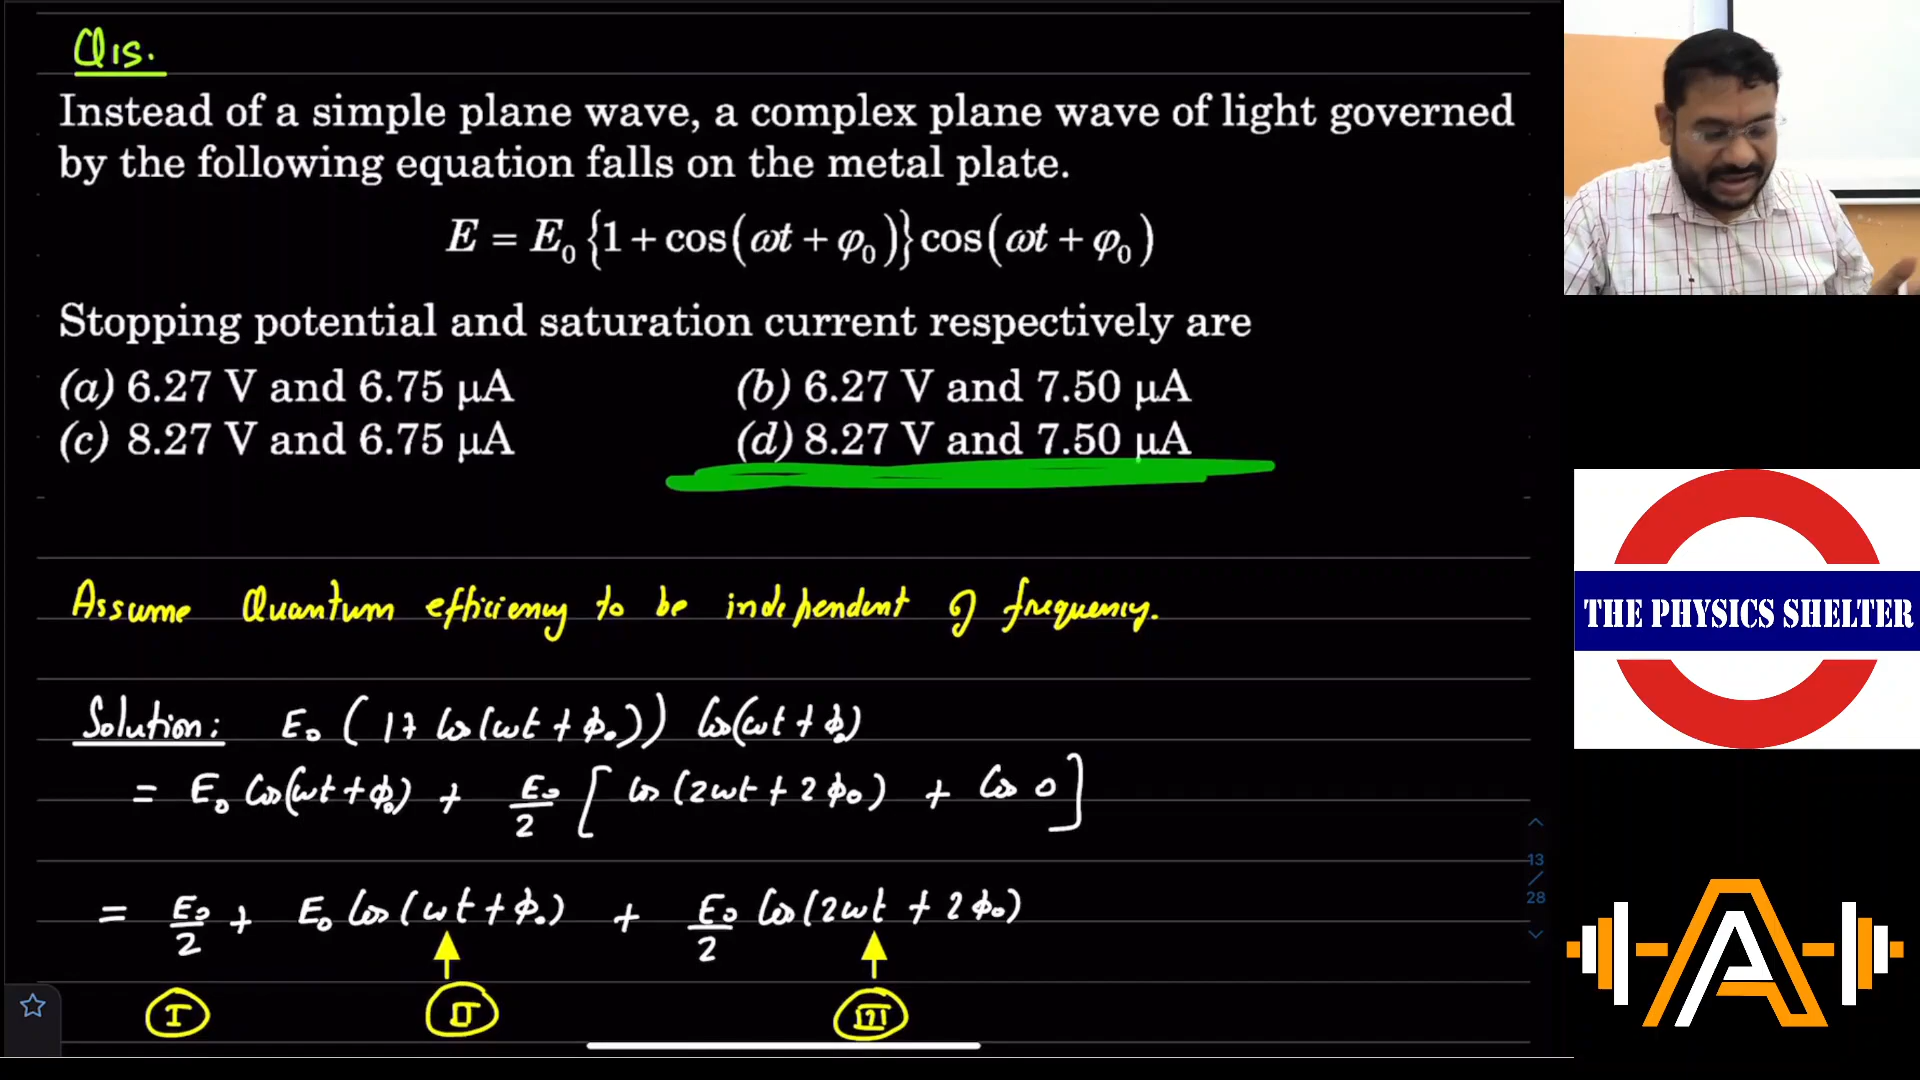 Q15.
Instead of a simple plane wave, a complex plane wave of light governed
by the following equation falls on the metal plate.
E = E₀ {1 + cos(ωt + φ₀)} cos(ωt + φ₀)
Stopping potential and saturation current respectively are
(a) 6.27 V and 6.75 μA (b) 6.27 V and 7.50 μA
(c) 8.27 V and 6.75 μA (d) 8.27 V and 7.50 μA
Assume Quantum efficiency to be independent of frequency.
Solution: E₀ (1 + cos(ωt + φ₀)) cos(ωt + φ₀)
= E₀ cos(ωt + φ₀) + E₀/2 [cos(2ωt + 2φ₀) + cos 0]
= E₀/2 + E₀ cos(ωt + φ₀) + E₀/2 cos(2ωt + 2φ₀)
I II III
13
/
28
THE PHYSICS SHELTER
A